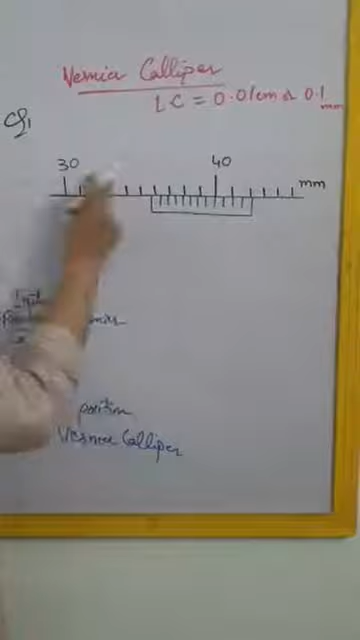 Vernier Calliper
LC = 0.01cm or 0.1
mm
Q1
30 40
mm
position
Vernier Calliper